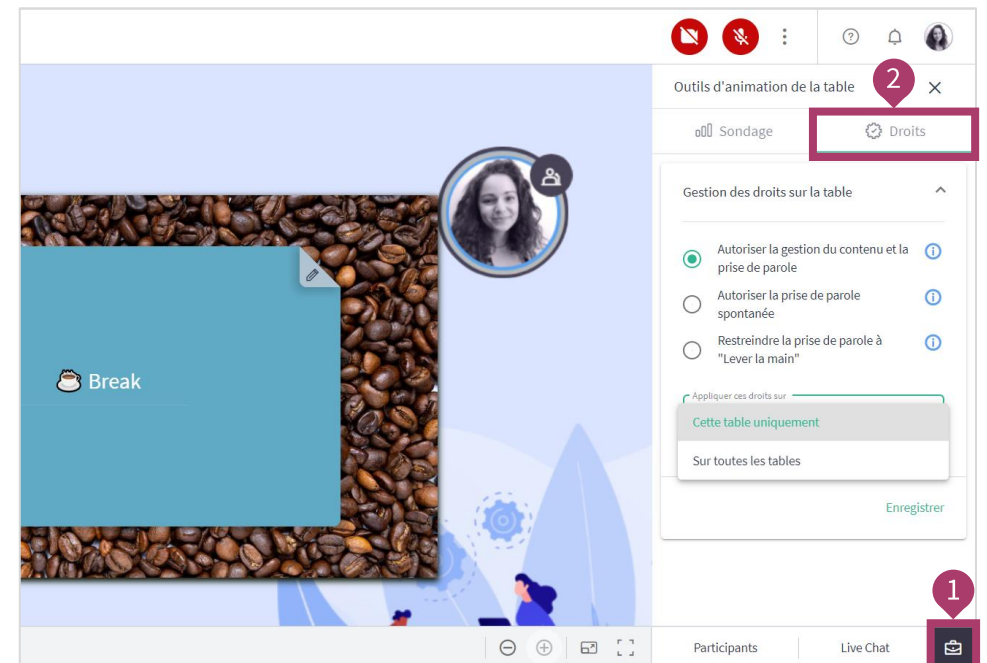 Outils d'animation de la table
2
Sondage
Droits
Gestion des droits sur la table
Autoriser la gestion du contenu et la
prise de parole
Autoriser la prise de parole
spontanée
Restreindre la prise de parole à
"Lever la main"
Appliquer ces droits sur
Cette table uniquement
Sur toutes les tables
Enregistrer
Break
1
Participants
Live Chat